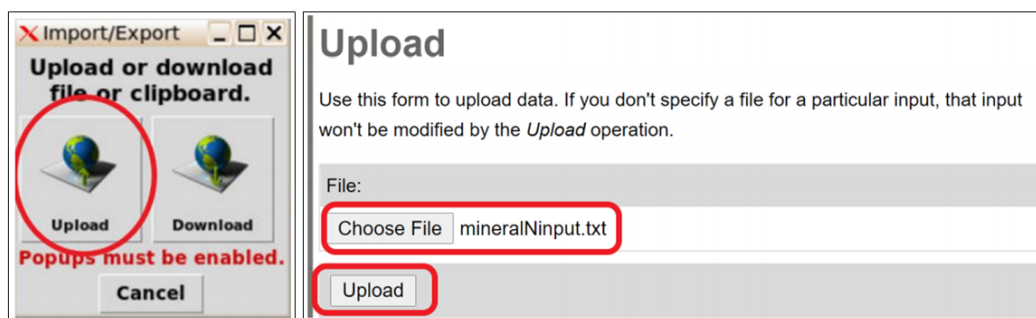 Import/Export
Upload or download
file or clipboard.
Upload
Download
Popups must be enabled.
Cancel
Upload
Use this form to upload data. If you don't specify a file for a particular input, that input
won't be modified by the Upload operation.
File:
Choose File mineralNinput.txt
Upload